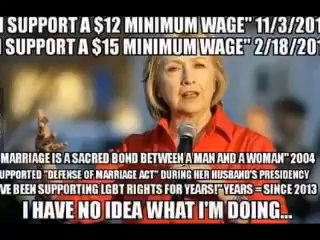 I SUPPORT A $12 MINIMUM WAGE" 11/3/201
I SUPPORT A $15 MINIMUM WAGE" 2/18/201
MARRIAGE IS A SACRED BOND BETWEEN A MAN AND A WOMAN" 2004
UPPORTED "DEFENSE OF MARRIAGE ACT" DURING HER HUSBAND'S PRESIDENCY
'VE BEEN SUPPORTING LGBT RIGHTS FOR YEARS!" YEARS = SINCE 2013
I HAVE NO IDEA WHAT I'M DOING...